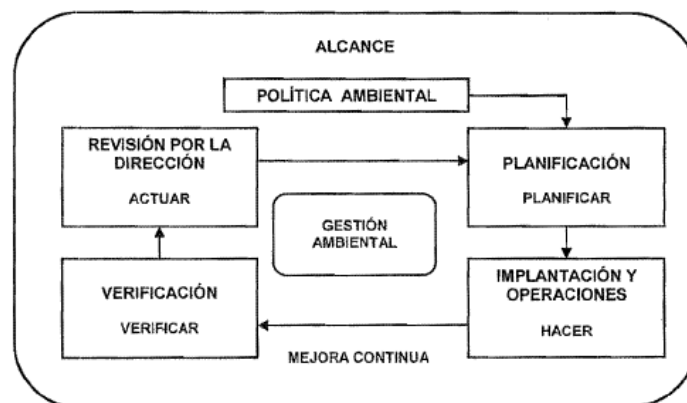 ALCANCE
POLÍTICA AMBIENTAL
REVISIÓN POR LA
DIRECCIÓN
ACTUAR
PLANIFICACIÓN
PLANIFICAR
GESTIÓN
AMBIENTAL
VERIFICACIÓN
VERIFICAR
IMPLANTACIÓN Y
OPERACIONES
HACER
MEJORA CONTINUA